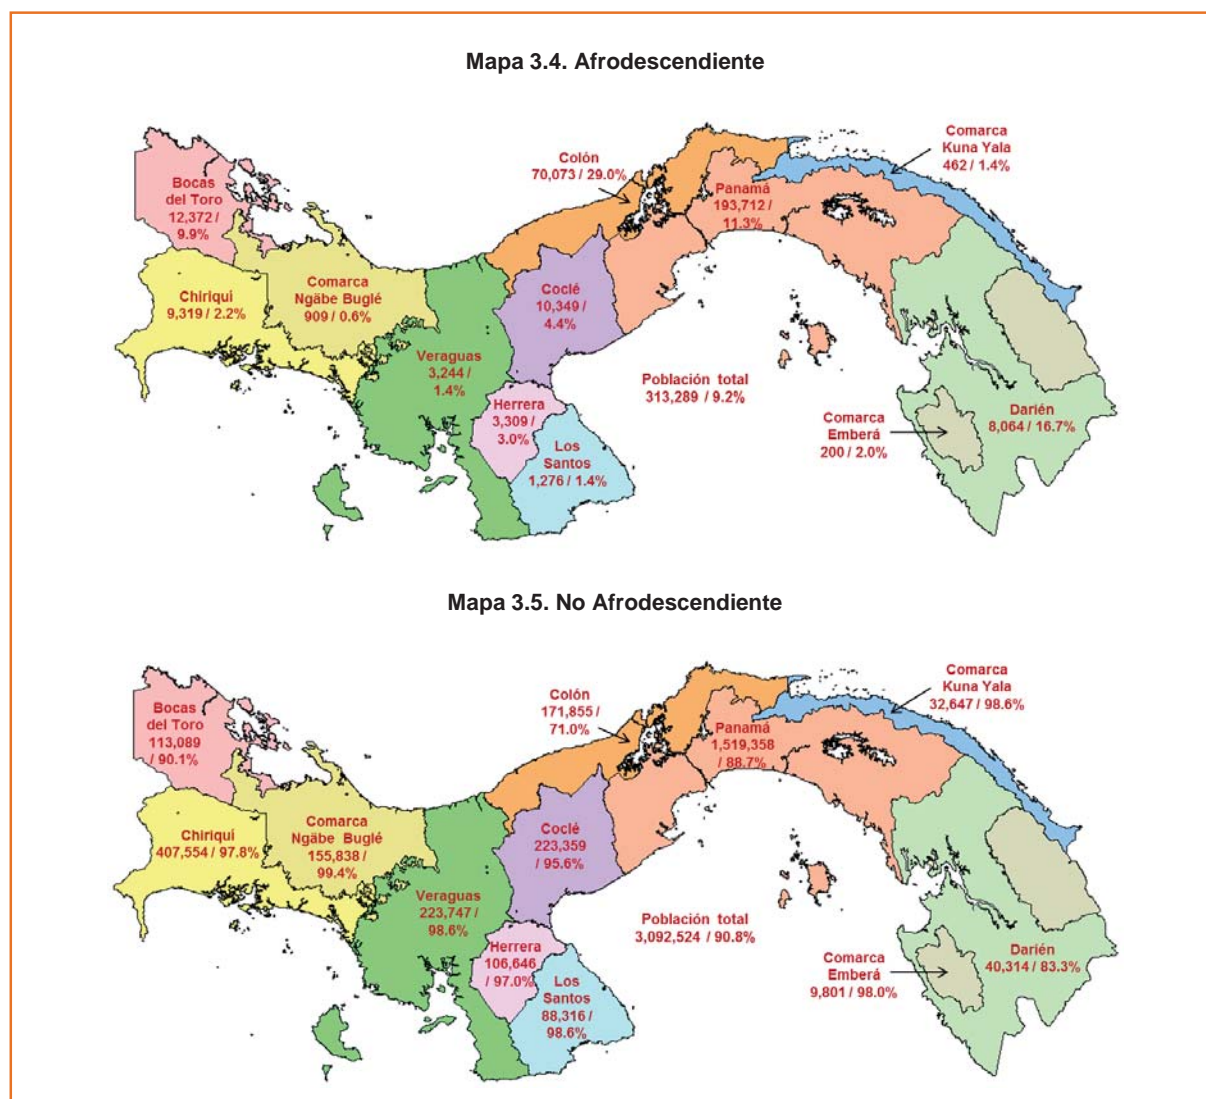 Mapa 3.4. Afrodescendiente
Comarca
Kuna Yala
462 / 1.4%
Colón
70,073 / 29.0%
Bocas
del Toro
12,372 /
9.9%
Panamá
193,712 /
11.3%
Chiriquí
9,319 / 2.2%
Comarca
Ngäbe Buglé
909 / 0.6%
Coclé
10,349 /
4.4%
Veraguas
3,244 /
1.4%
Población total
313,289 / 9.2%
Herrera
3,309 /
3.0%
Los
Santos
1,276 / 1.4%
Comarca
Emberá
200 / 2.0%
Darién
8,064 / 16.7%
Mapa 3.5. No Afrodescendiente
Comarca
Kuna Yala
32,647 / 98.6%
Colón
171,855 /
71.0%
Bocas
del Toro
113,089
/ 90.1%
Panamá
1,519,358
/ 88.7%
Chiriquí
407,554 / 97.8%
Comarca
Ngäbe Buglé
155,838 /
99.4%
Coclé
223,359
/ 95.6%
Veraguas
223,747 /
98.6%
Población total
3,092,524 / 90.8%
Herrera
106,646
/ 97.0%
Los
Santos
88,316 /
98.6%
Comarca
Emberá
9,801 / 98.0%
Darién
40,314 / 83.3%